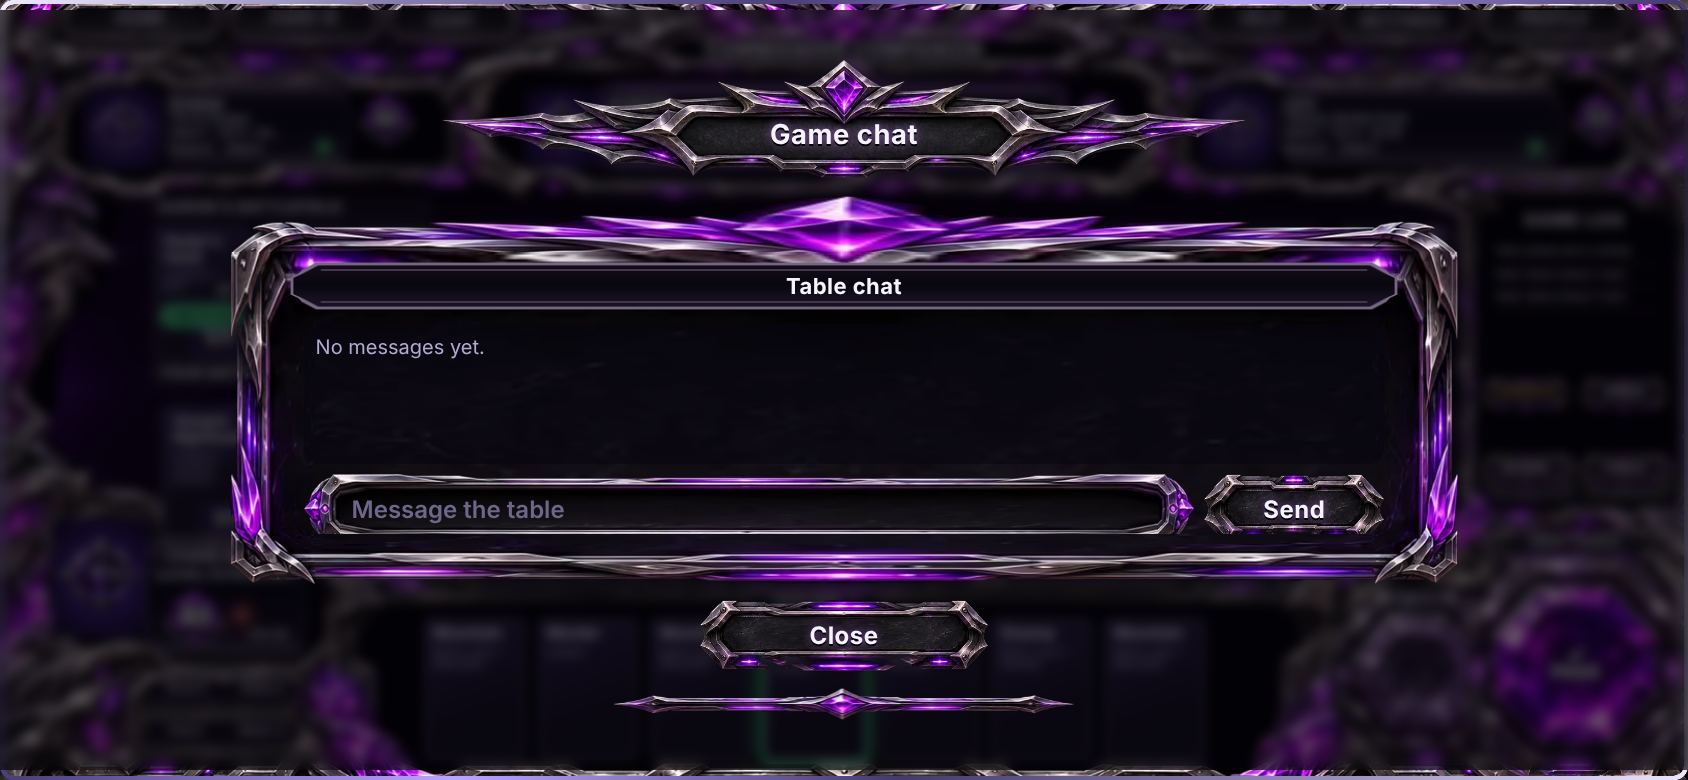 Game chat
Table chat
No messages yet.
Message the table
Send
Close